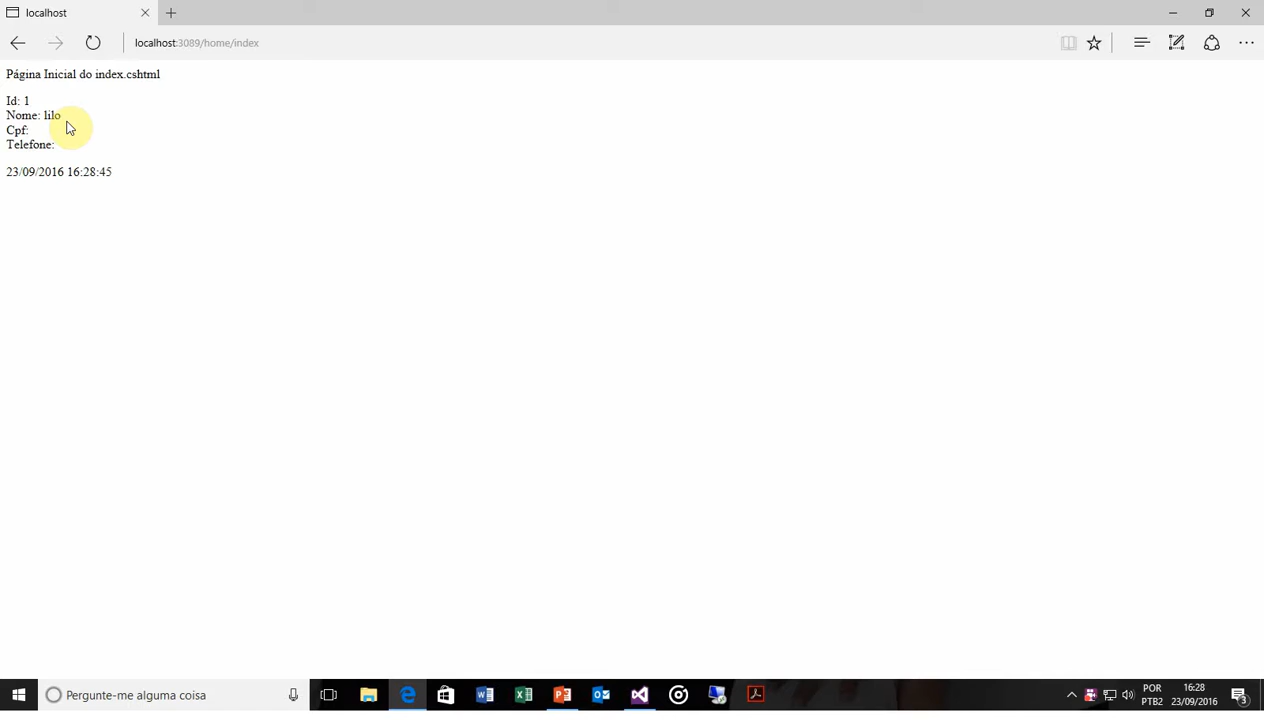 localhost
localhost:3089/home/index
Página Inicial do index.cshtml
Id: 1
Nome: lilo
Cpf:
Telefone:
23/09/2016 16:28:45
Pergunte-me alguma coisa
POR
PTB2
16:28
23/09/2016
3